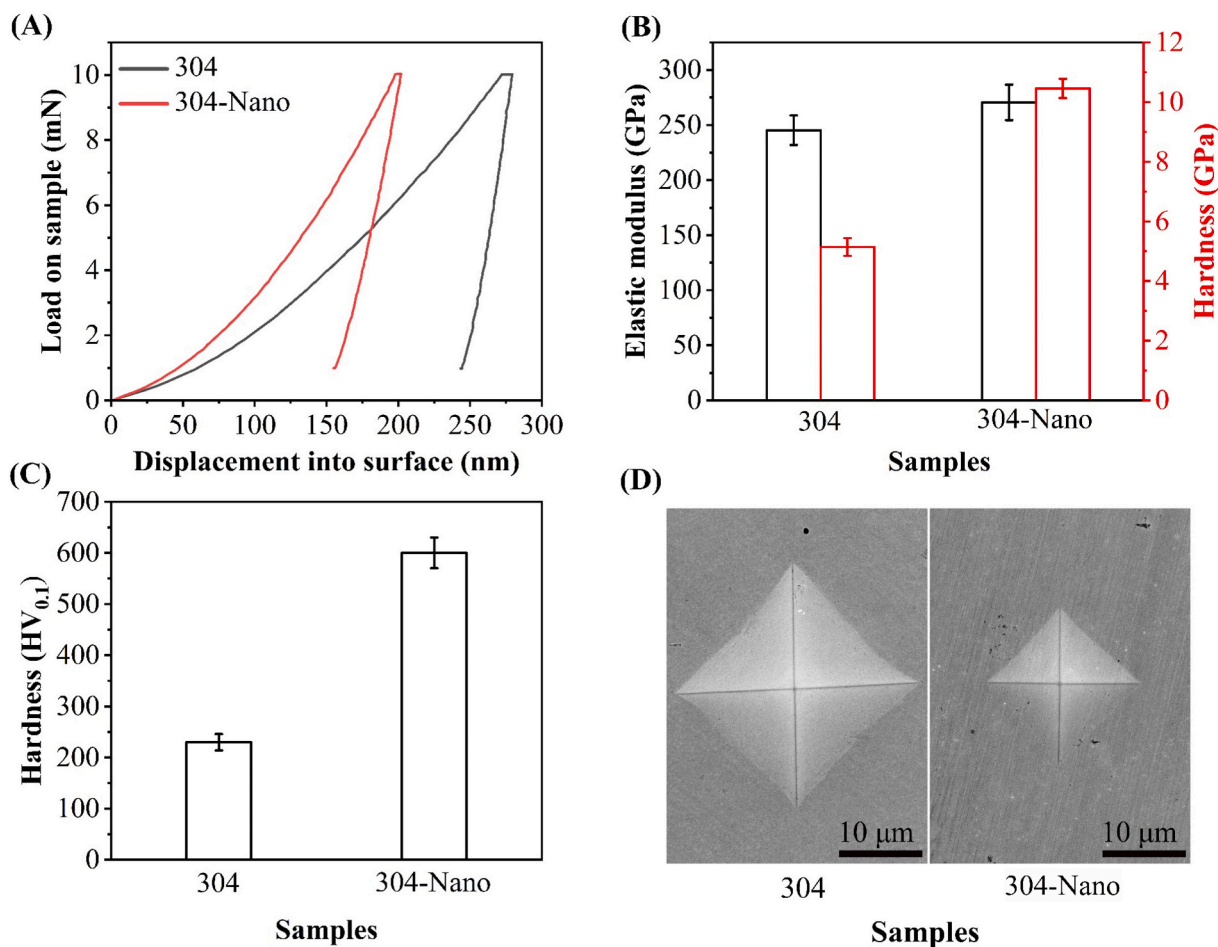 (A)
304
304-Nano
Load on sample (mN)
10
8
6
4
2
0
0 50 100 150 200 250 300
Displacement into surface (nm)
(B)
Elastic modulus (GPa)
300
250
200
150
100
75
50
25
0
Hardness (GPa)
12
10
8
6
4
2
0
304 304-Nano
Samples
(C)
Hardness (HV0.1)
700
600
500
400
300
200
100
0
304 304-Nano
Samples
(D)
10 μm 10 μm
304 304-Nano
Samples